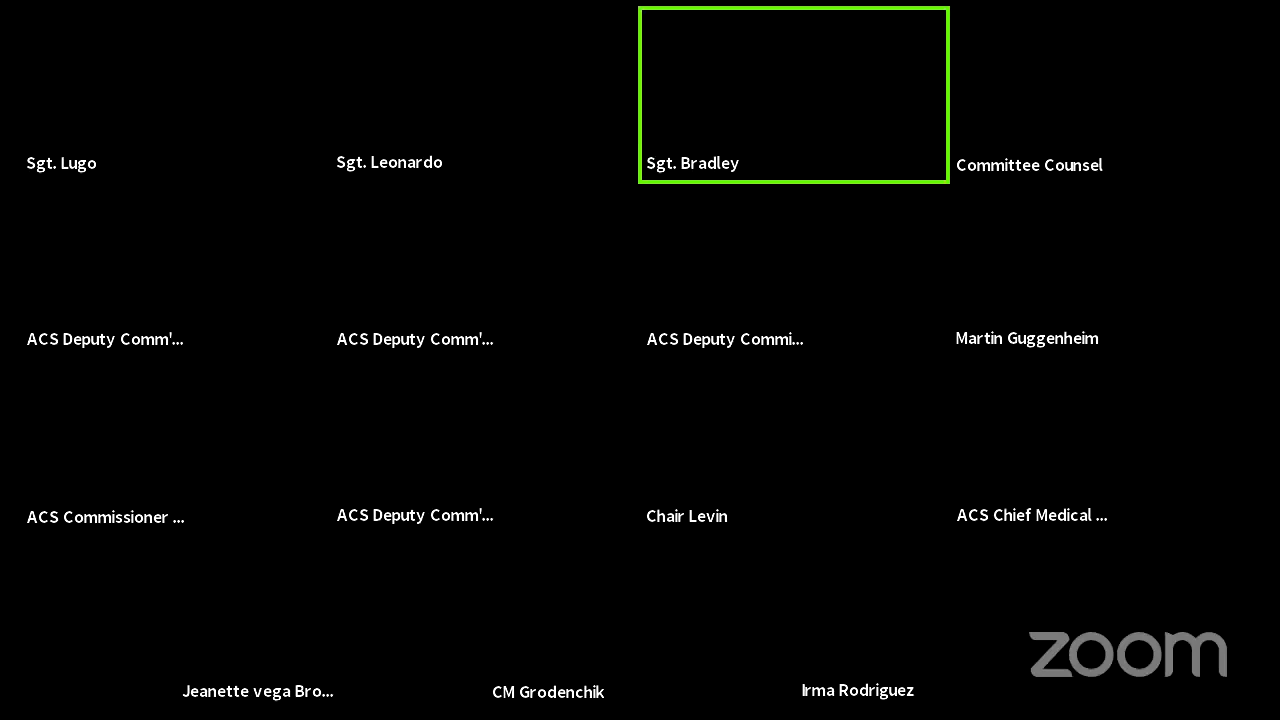 Sgt. Lugo
Sgt. Leonardo
Sgt. Bradley
Committee Counsel
ACS Deputy Comm'...
ACS Deputy Comm'...
ACS Deputy Commi...
Martin Guggenheim
ACS Commissioner ...
ACS Deputy Comm'...
Chair Levin
ACS Chief Medical ...
Jeanette vega Bro...
CM Grodenchik
Irma Rodriguez
zoom